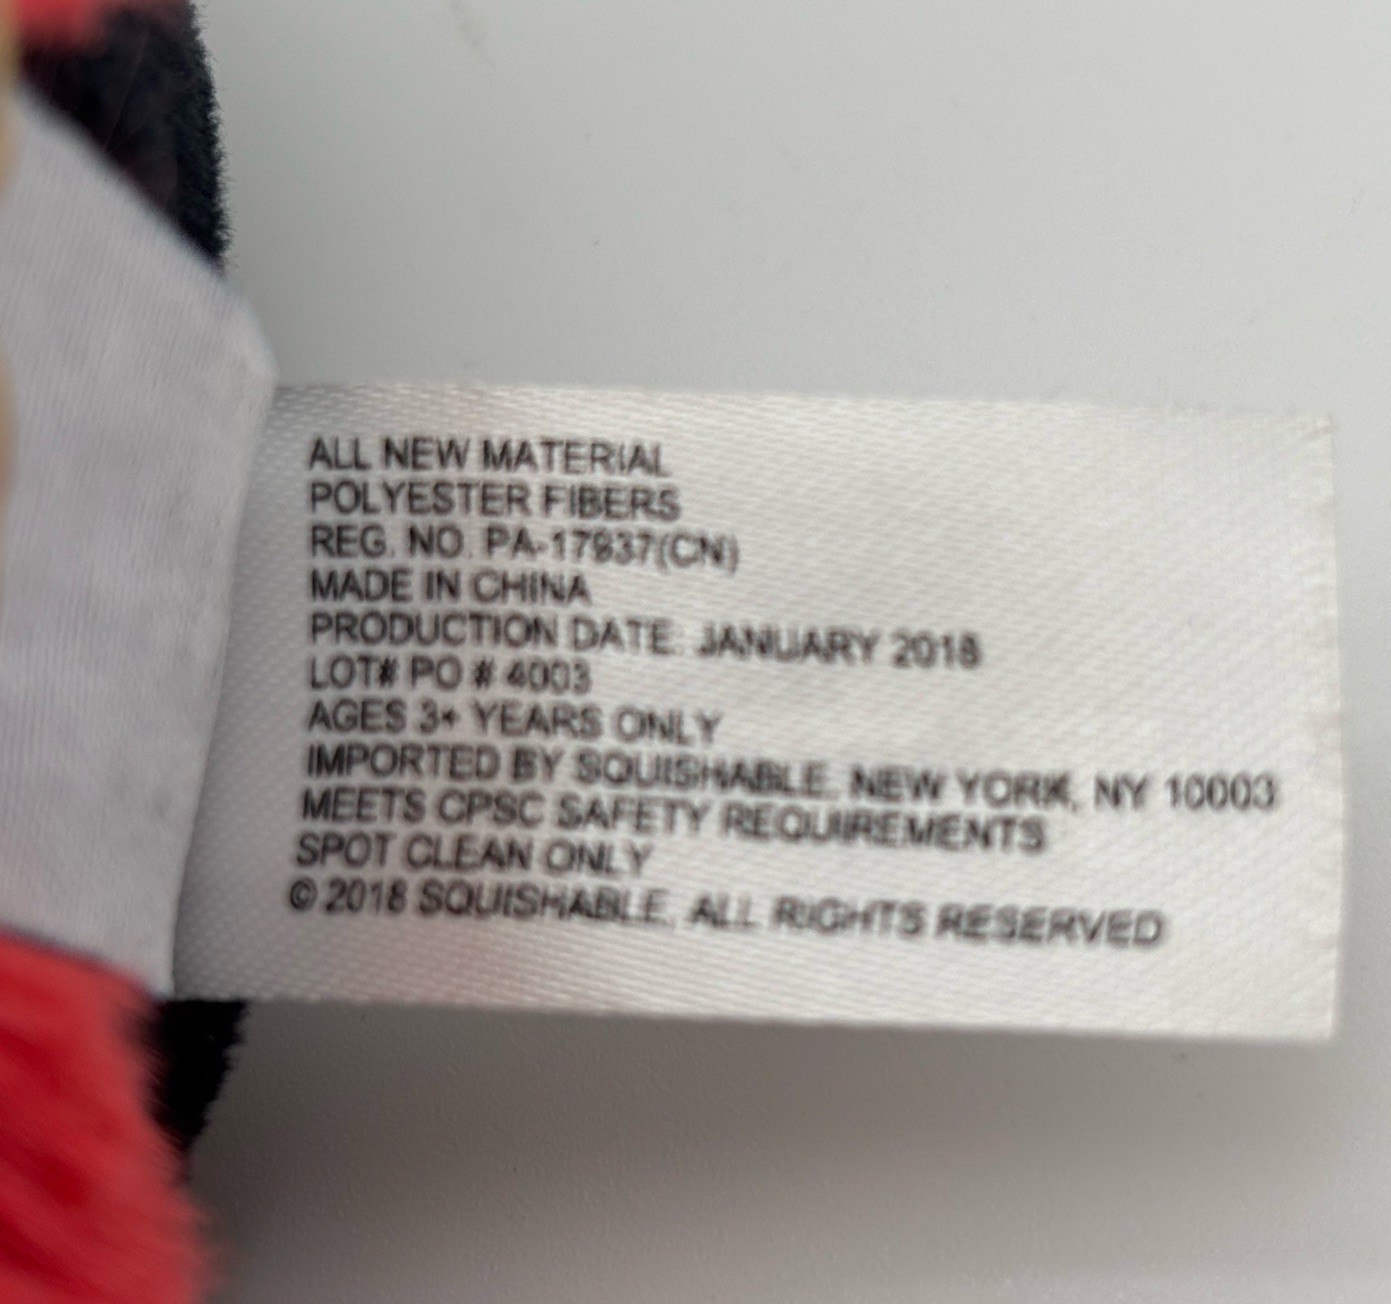 ALL NEW MATERIAL
POLYESTER FIBERS
REG. NO. PA-17937(CN)
MADE IN CHINA
PRODUCTION DATE: JANUARY 2018
LOT# PO # 4003
AGES 3+ YEARS ONLY
IMPORTED BY SQUISHABLE, NEW YORK, NY 10003
MEETS CPSC SAFETY REQUIREMENTS
SPOT CLEAN ONLY
© 2018 SQUISHABLE, ALL RIGHTS RESERVED